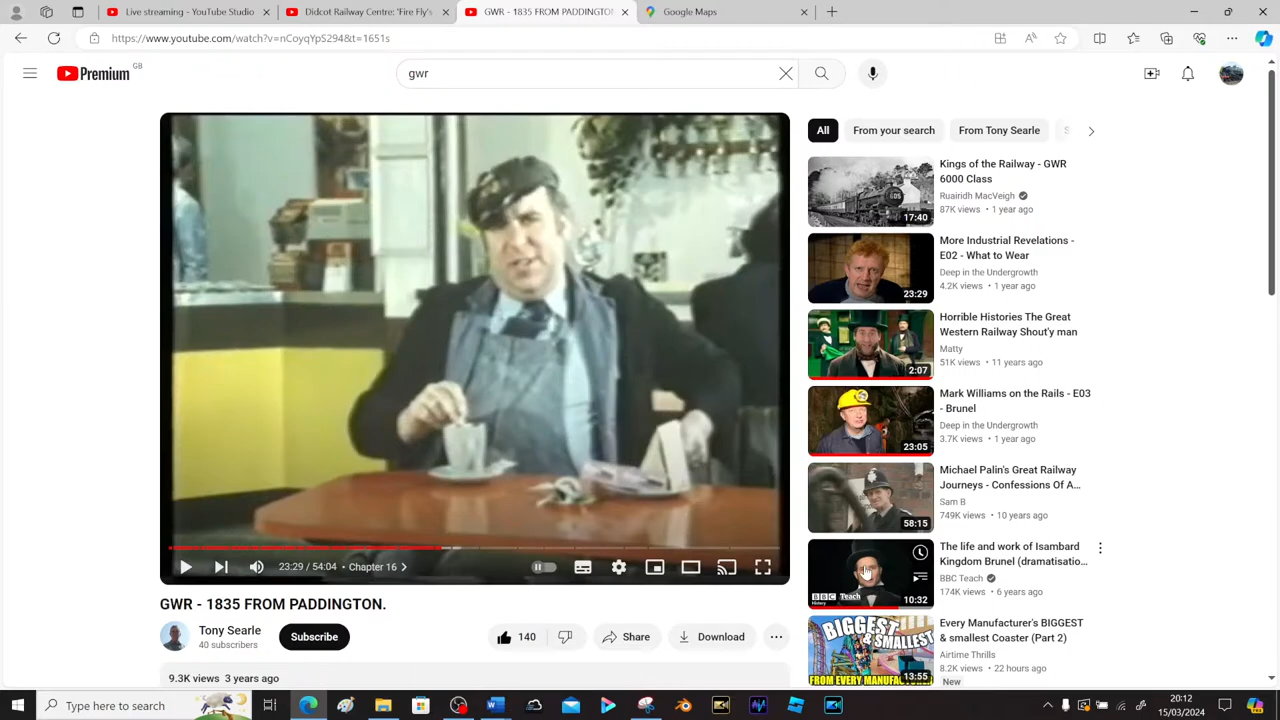 Livestream Studio
Radcot Railway Centre: "Fire Fly's
GWR - 1835 FROM PADDINGTON
Google Maps
https://www.youtube.com/watch?v=nCoyqYpS294&t=1651s
Premium GB
gwr
All
From your search
From Tony Searle
S
Kings of the Railway - GWR
6000 Class
Ruairidh MacVeigh
87K views • 1 year ago
17:40
More Industrial Revelations -
E02 - What to Wear
Deep in the Undergrowth
4.2K views • 1 year ago
23:29
Horrible Histories The Great
Western Railway Shout'y man
Matty
51K views • 11 years ago
2:07
Mark Williams on the Rails - E03
- Brunel
Deep in the Undergrowth
3.7K views • 1 year ago
23:05
Michael Palin's Great Railway
Journeys - Confessions Of A...
Sam B
749K views • 10 years ago
58:15
The life and work of Isambard
Kingdom Brunel (dramatisatio...
BBC Teach
174K views • 6 years ago
BBC Teach
10:32
Every Manufacturer's BIGGEST
& smallest Coaster (Part 2)
Airtime Thrills
8.2K views • 22 hours ago
New
BIGGEST
& SMALLEST
FROM EVERY MANUFACTURER
13:55
23:29 / 54:04 • Chapter 16
GWR - 1835 FROM PADDINGTON.
Tony Searle
40 subscribers
Subscribe
140
Share
Download
9.3K views 3 years ago
Type here to search
20:12
15/03/2024